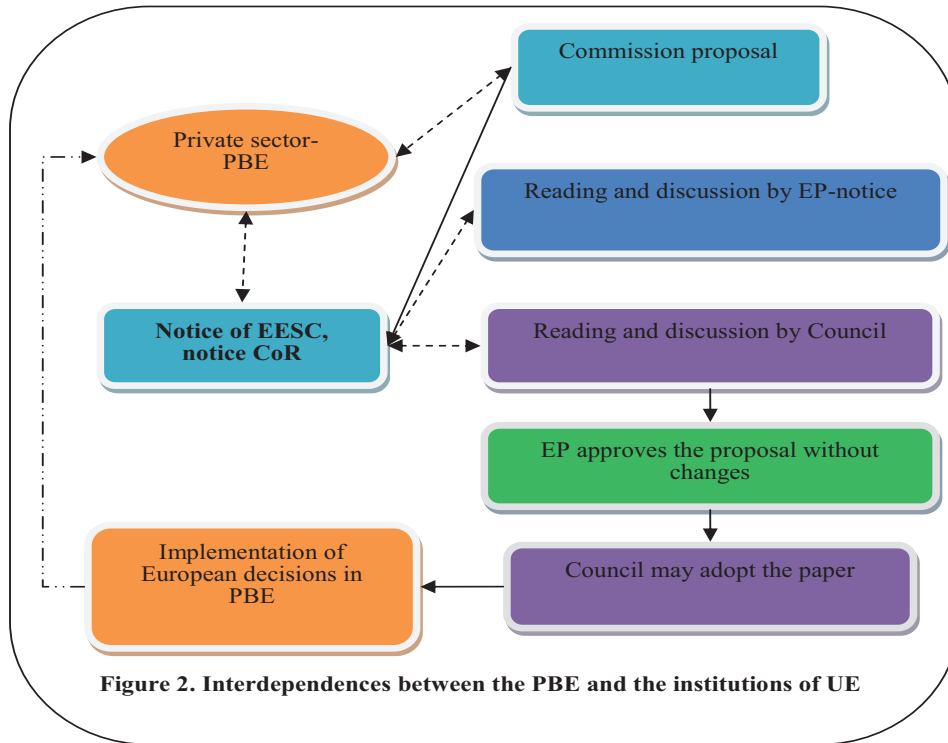 Commission proposal
Private sector-
PBE
Reading and discussion by EP-notice
Notice of EESC,
notice CoR
Reading and discussion by Council
EP approves the proposal without
changes
Implementation of
European decisions in
PBE
Council may adopt the paper
Figure 2. Interdependences between the PBE and the institutions of UE